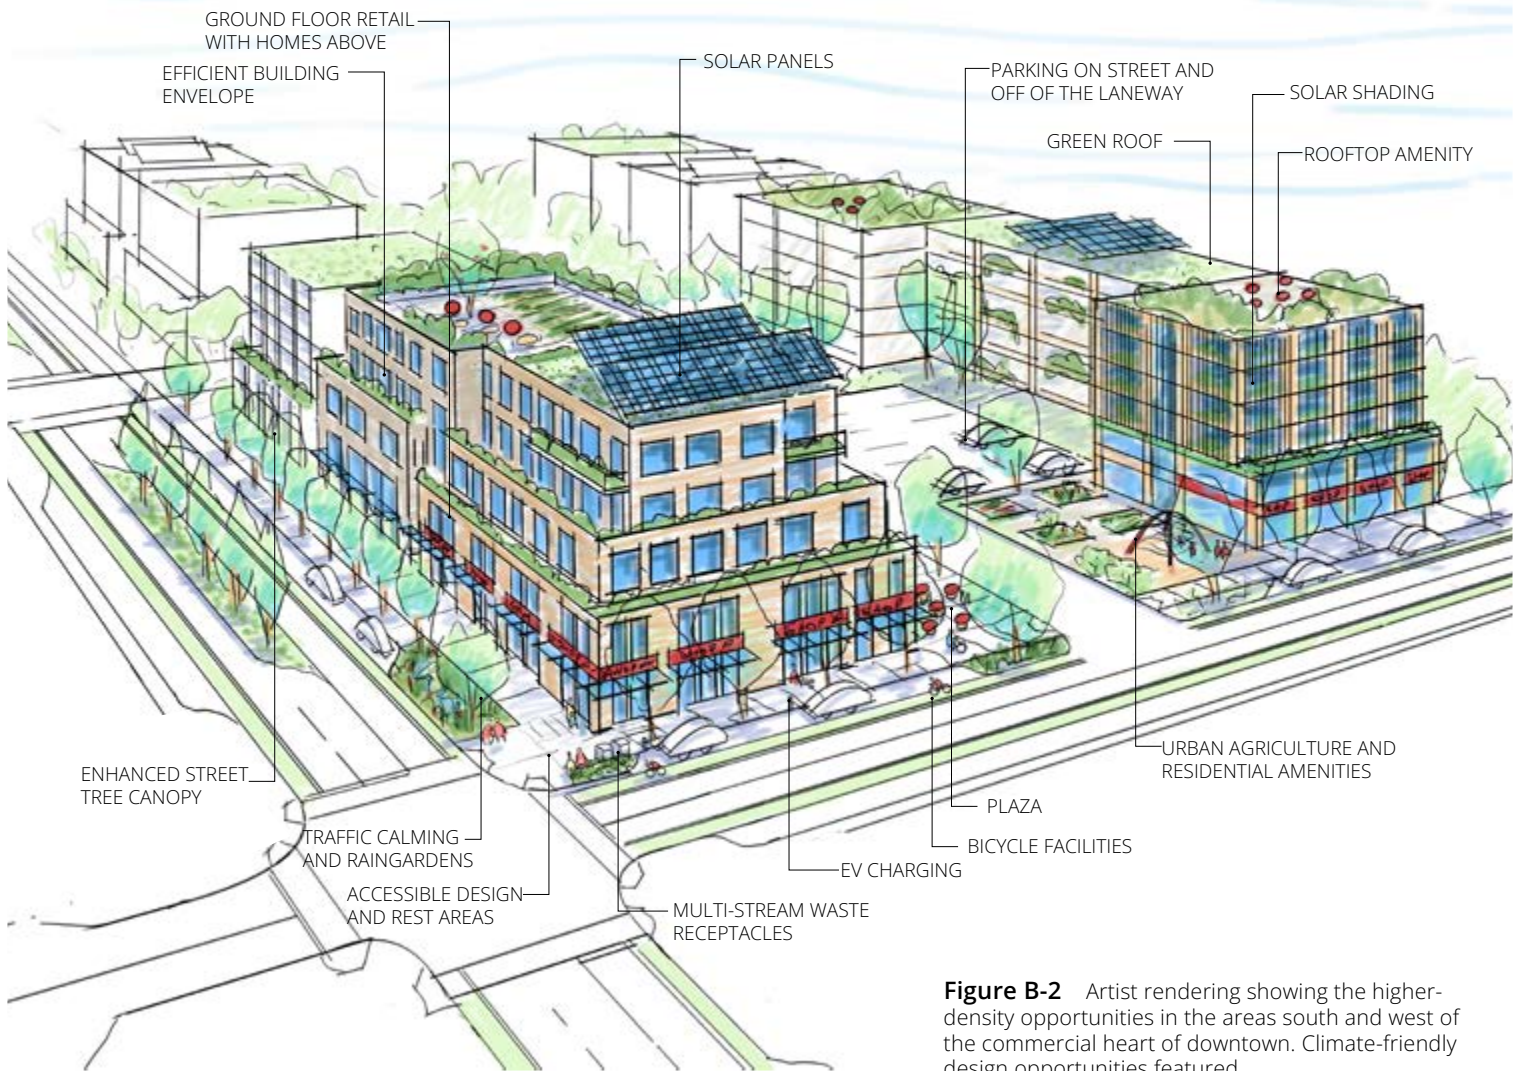 GROUND FLOOR RETAIL
WITH HOMES ABOVE
EFFICIENT BUILDING
ENVELOPE
SOLAR PANELS
PARKING ON STREET AND
OFF OF THE LANEWAY
SOLAR SHADING
GREEN ROOF
ROOFTOP AMENITY
ENHANCED STREET
TREE CANOPY
TRAFFIC CALMING
AND RAINGARDENS
ACCESSIBLE DESIGN
AND REST AREAS
MULTI-STREAM WASTE
RECEPTACLES
EV CHARGING
BICYCLE FACILITIES
PLAZA
URBAN AGRICULTURE AND
RESIDENTIAL AMENITIES
Figure B-2 Artist rendering showing the higher-
density opportunities in the areas south and west of
the commercial heart of downtown. Climate-friendly
design opportunities featured